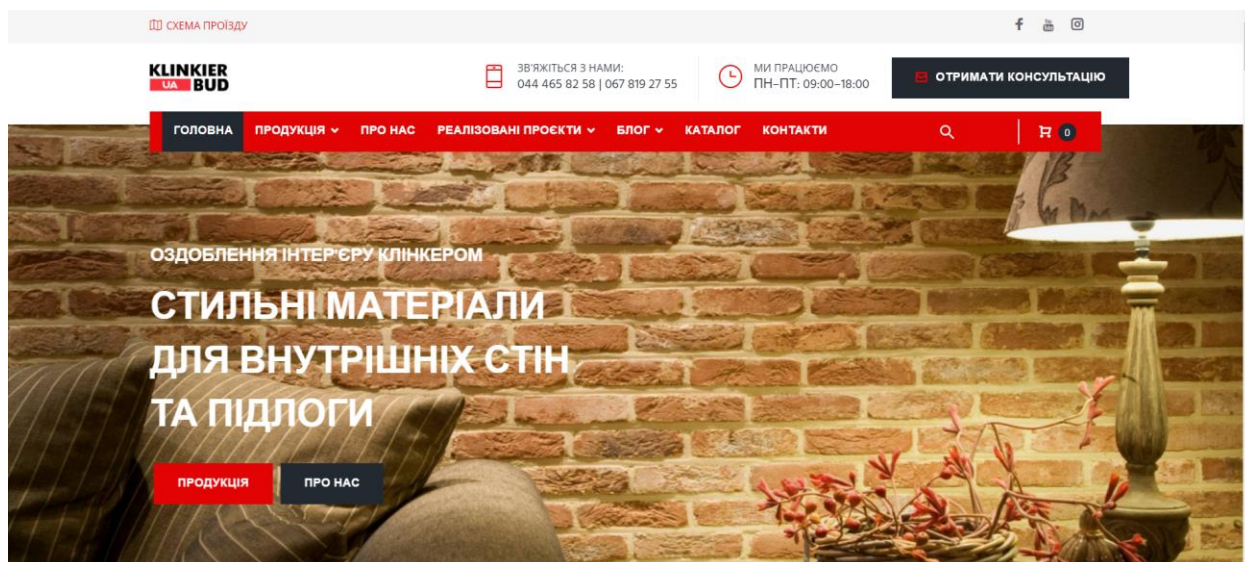 СХЕМА ПРОЇЗДУ
KLINKIER
UA BUD
ЗВ'ЯЖІТЬСЯ З НАМИ:
044 465 82 58 | 067 819 27 55
МИ ПРАЦЮЄМО
ПН–ПТ: 09:00–18:00
ОТРИМАТИ КОНСУЛЬТАЦІЮ
ГОЛОВНА ПРОДУКЦІЯ ПРО НАС РЕАЛІЗОВАНІ ПРОЄКТИ БЛОГ КАТАЛОГ КОНТАКТИ 0
ОЗДОБЛЕННЯ ІНТЕР'ЄРУ КЛІНКЕРОМ
СТИЛЬНІ МАТЕРІАЛИ
ДЛЯ ВНУТРІШНІХ СТІН
ТА ПІДЛОГИ
ПРОДУКЦІЯ ПРО НАС